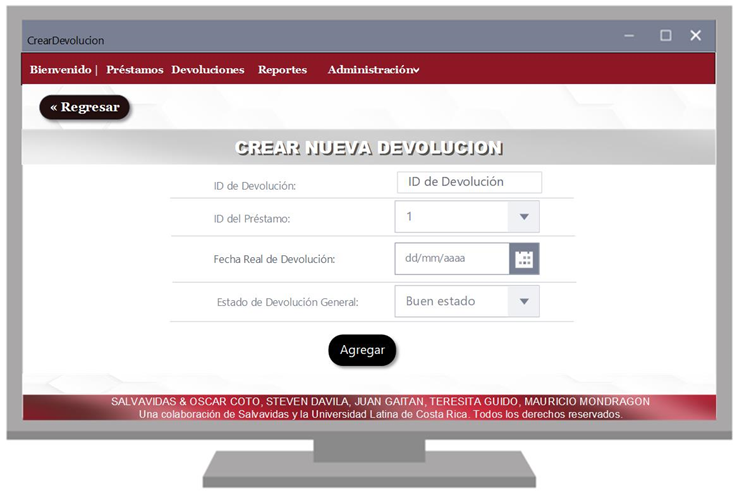 CrearDevolucion
Bienvenido | Préstamos Devoluciones Reportes Administración
« Regresar
CREAR NUEVA DEVOLUCION
ID de Devolución: ID de Devolución
ID del Préstamo: 1
Fecha Real de Devolución: dd/mm/aaaa
Estado de Devolución General: Buen estado
Agregar
SALVAVIDAS & OSCAR COTO, STEVEN DAVILA, JUAN GAITAN, TERESITA GUIDO, MAURICIO MONDRAGON
Una colaboración de Salvavidas y la Universidad Latina de Costa Rica. Todos los derechos reservados.